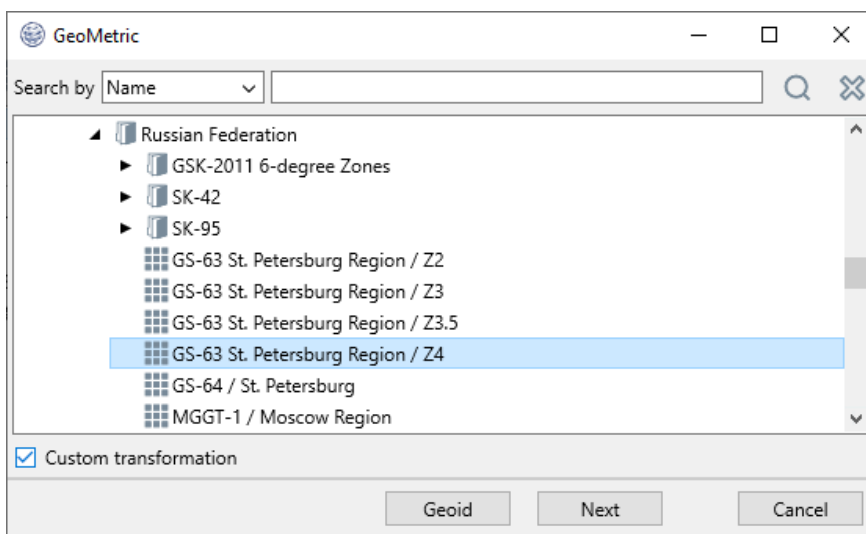 GeoMetric
Search by Name
Russian Federation
GSK-2011 6-degree Zones
SK-42
SK-95
GS-63 St. Petersburg Region / Z2
GS-63 St. Petersburg Region / Z3
GS-63 St. Petersburg Region / Z3.5
GS-63 St. Petersburg Region / Z4
GS-64 / St. Petersburg
MGGT-1 / Moscow Region
Custom transformation
Geoid Next Cancel